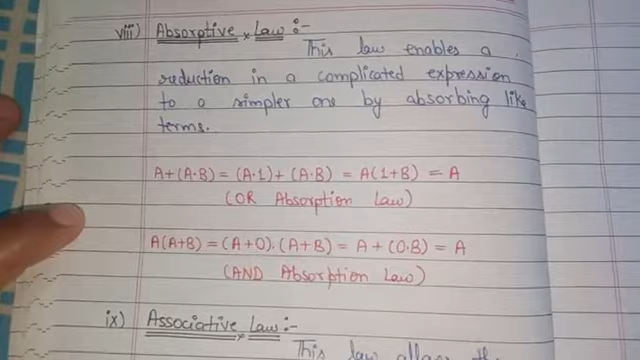 viii) Absorptive Law :-
This law enables a
reduction in a complicated expression
to a simpler one by absorbing like
terms.
A+(A·B) = (A·1)+(A·B) = A(1+B) = A
(OR Absorption Law)
A(A+B) = (A+0).(A+B) = A+(0.B) = A
(AND Absorption Law)
ix) Associative Law :-
This law allows the